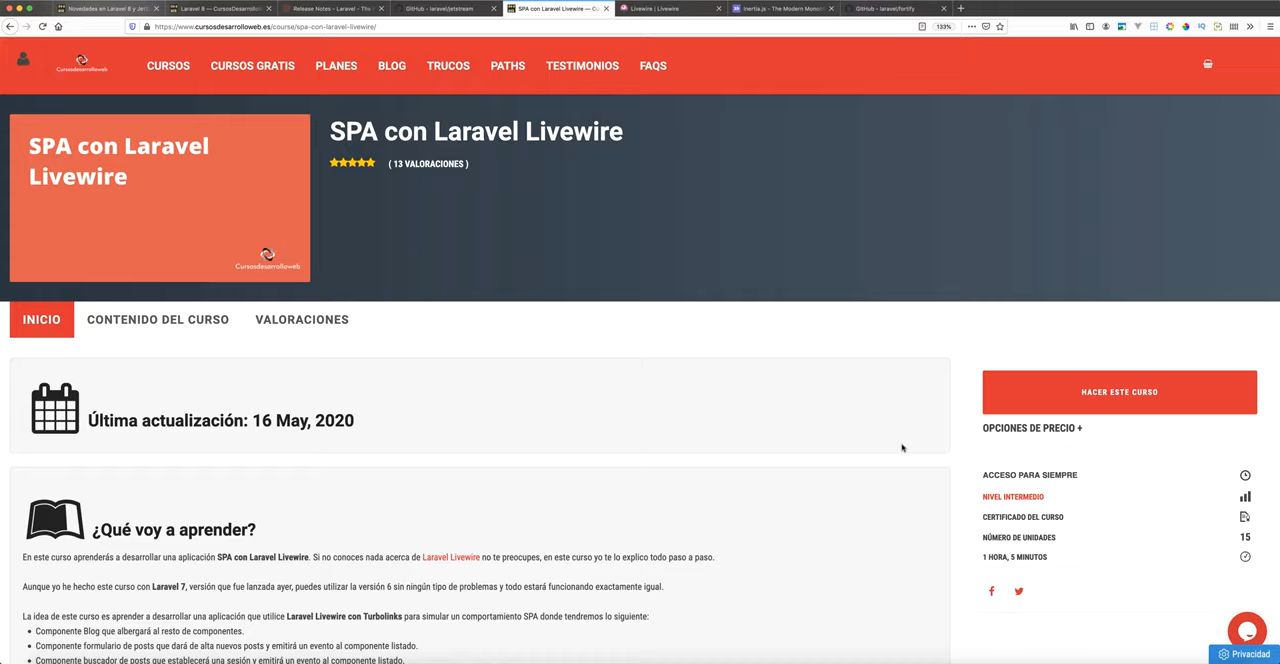 Novedades en Laravel 8 y Jet
Laravel 8 — CursosDesarroll
Release Notes - Laravel - The
GitHub - laravel/jetstream
SPA con Laravel Livewire — C
Livewire | Livewire
Inertia.js - The Modern Monol
GitHub - laravel/fortify
https://www.cursosdesarrolloweb.es/course/spa-con-laravel-livewire/
133%
Cursosdesarrolloweb
CURSOS
CURSOS GRATIS
PLANES
BLOG
TRUCOS
PATHS
TESTIMONIOS
FAQS
SPA con Laravel
Livewire
Cursosdesarrolloweb
SPA con Laravel Livewire
( 13 VALORACIONES )
INICIO
CONTENIDO DEL CURSO
VALORACIONES
Última actualización: 16 May, 2020
¿Qué voy a aprender?
En este curso aprenderás a desarrollar una aplicación SPA con Laravel Livewire. Si no conoces nada acerca de Laravel Livewire no te preocupes, en este curso yo te lo explico todo paso a paso.
Aunque yo he hecho este curso con Laravel 7, versión que fue lanzada ayer, puedes utilizar la versión 6 sin ningún tipo de problemas y todo estará funcionando exactamente igual.
La idea de este curso es aprender a desarrollar una aplicación que utilice Laravel Livewire con Turbolinks para simular un comportamiento SPA donde tendremos lo siguiente:
Componente Blog que albergará al resto de componentes.
Componente formulario de posts que dará de alta nuevos posts y emitirá un evento al componente listado.
Componente buscador de posts que establecerá una sesión y emitirá un evento al componente listado.
HACER ESTE CURSO
OPCIONES DE PRECIO +
ACCESO PARA SIEMPRE
NIVEL INTERMEDIO
CERTIFICADO DEL CURSO
NÚMERO DE UNIDADES
15
1 HORA, 5 MINUTOS
Privacidad